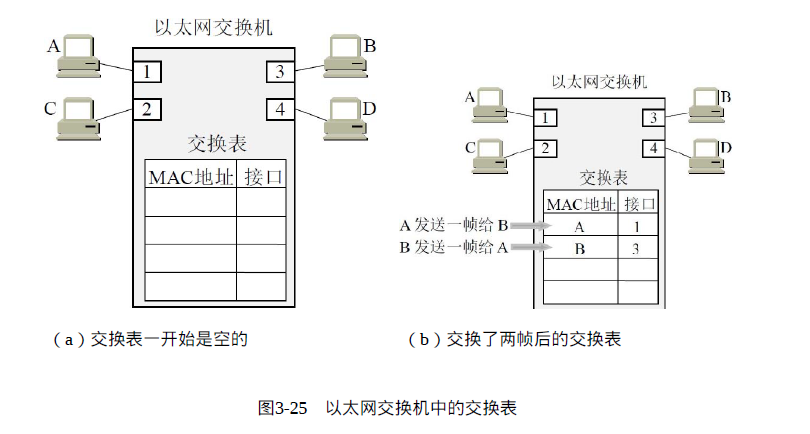 以太网交换机
A
B
1
3
C
D
2
4
交换表
MAC地址 接口
以太网交换机
A
B
1
3
C
D
2
4
交换表
MAC地址 接口
A 发送一帧给 B
A 1
B 发送一帧给 A
B 3
（a）交换表一开始是空的
（b）交换了两帧后的交换表
图3-25 以太网交换机中的交换表